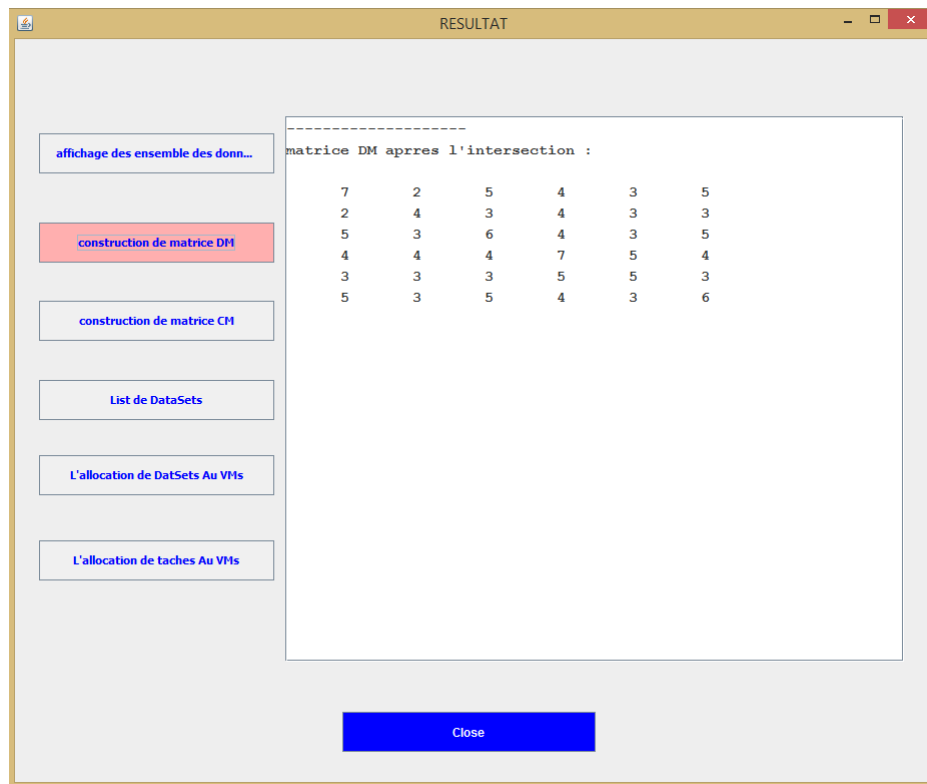 RESULTAT
affichage des ensemble des donn...
construction de matrice DM
construction de matrice CM
List de DataSets
L'allocation de DatSets Au VMs
L'allocation de taches Au VMs
--------------------
matrice DM aprres l'intersection :
7 2 5 4 3 5
2 4 3 4 3 3
5 3 6 4 3 5
4 4 4 7 5 4
3 3 3 5 5 3
5 3 5 4 3 6
Close